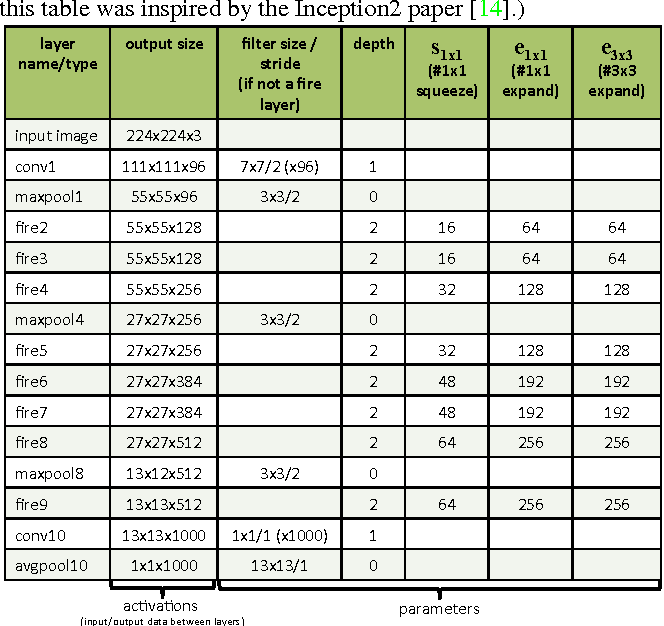 this table was inspired by the Inception2 paper [14].)
layer name/type output size filter size / stride (if not a fire layer) depth s1x1 (#1x1 squeeze) e1x1 (#1x1 expand) e3x3 (#3x3 expand)
input image 224x224x3
conv1 111x111x96 7x7/2 (x96) 1
maxpool1 55x55x96 3x3/2 0
fire2 55x55x128 2 16 64 64
fire3 55x55x128 2 16 64 64
fire4 55x55x256 2 32 128 128
maxpool4 27x27x256 3x3/2 0
fire5 27x27x256 2 32 128 128
fire6 27x27x384 2 48 192 192
fire7 27x27x384 2 48 192 192
fire8 27x27x512 2 64 256 256
maxpool8 13x12x512 3x3/2 0
fire9 13x13x512 2 64 256 256
conv10 13x13x1000 1x1/1 (x1000) 1
avgpool10 1x1x1000 13x13/1 0
activations parameters
(input/output data between layers)